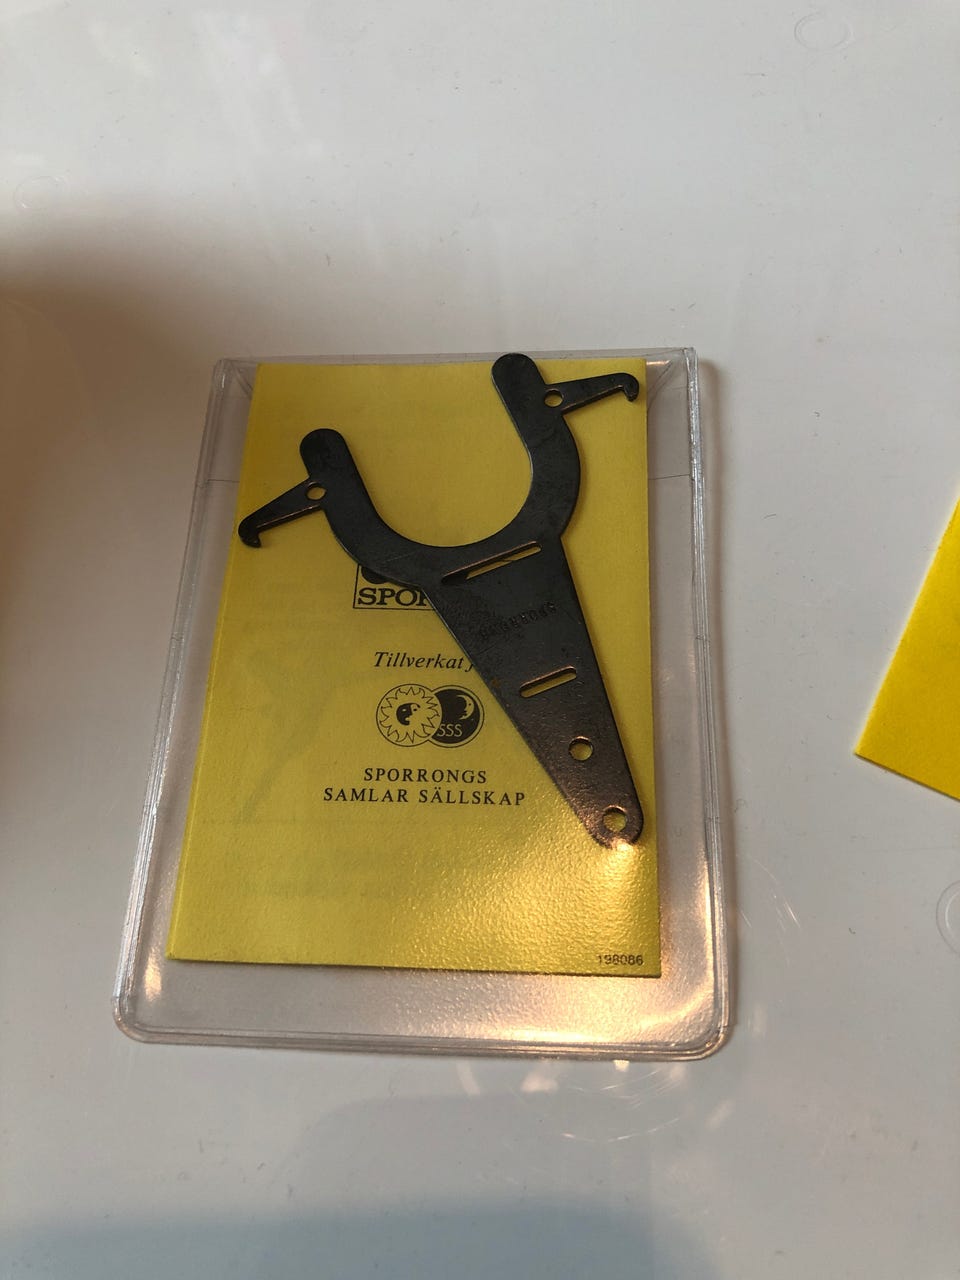 SPOR
Tillverkat f
SSS
SPORRONGS
SAMLAR SÄLLSKAP
198086